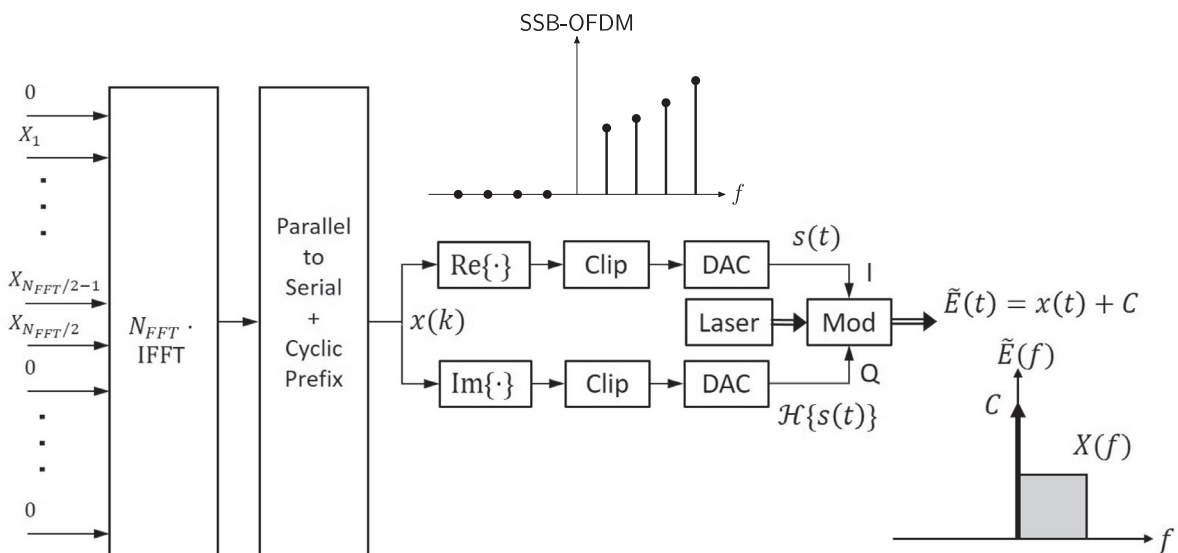 SSB-OFDM
f
0
X_1
X_{N_{FFT}/2-1}
X_{N_{FFT}/2}
0
0
N_{FFT} ·
IFFT
Parallel
to
Serial
+
Cyclic
Prefix
x(k)
Re{·}
Clip
DAC
s(t)
I
Laser
Mod
Ẽ(t) = x(t) + C
Im{·}
Clip
DAC
Q
ℋ{s(t)}
Ẽ(f)
C
X(f)
f